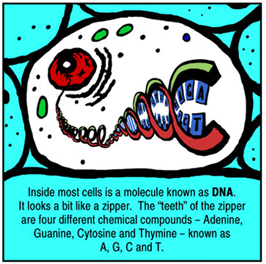 C A
G T
Inside most cells is a molecule known as DNA.
It looks a bit like a zipper. The “teeth” of the zipper
are four different chemical compounds – Adenine,
Guanine, Cytosine and Thymine – known as
A, G, C and T.